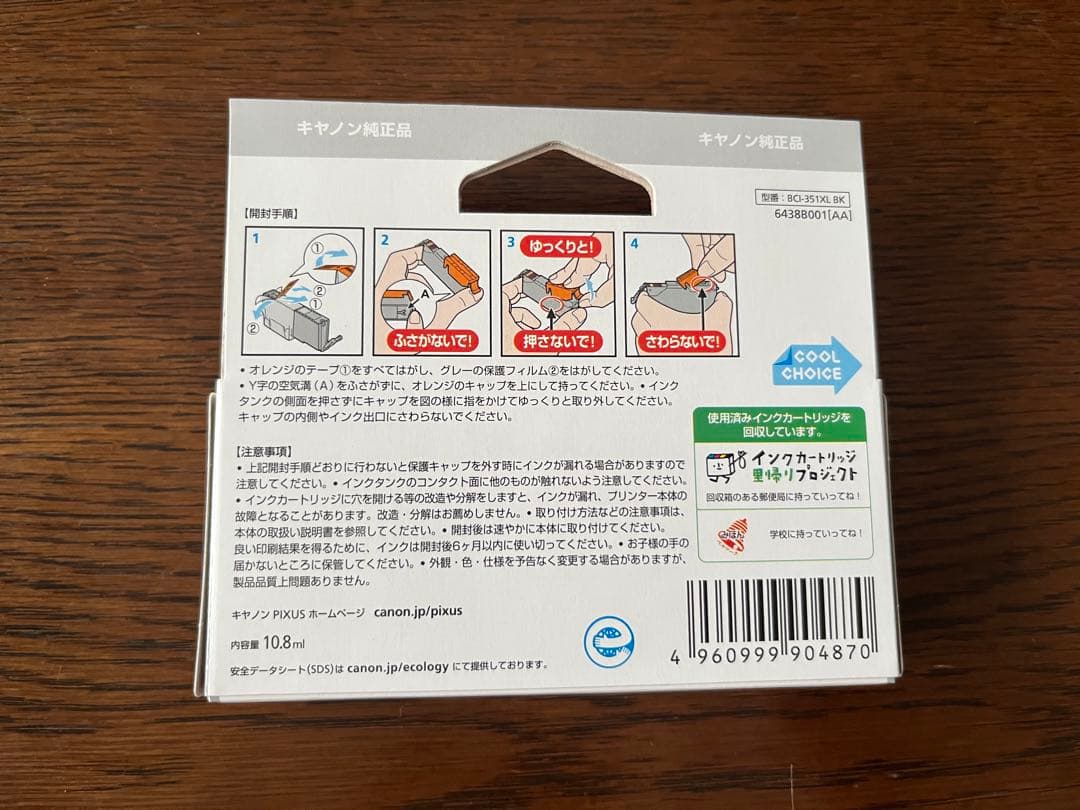 キヤノン純正品
キヤノン純正品
型番：BCI-351XL BK
6438B001[AA]
【開封手順】
1
①
②
①
②
2
A
ふさがないで!
3
ゆっくりと!
押さないで!
4
さわらないで!
・オレンジのテープ①をすべてはがし、グレーの保護フィルム②をはがしてください。
・Y字の空気溝（A）をふさがずに、オレンジのキャップを上にして持ってください。・インク
タンクの側面を押さずにキャップを図の様に指をかけてゆっくりと取り外してください。
キャップの内側やインク出口にさわらないでください。
COOL
CHOICE
【注意事項】
・上記開封手順どおりに行わないと保護キャップを外す時にインクが漏れる場合がありますので
注意してください。・インクタンクのコンタクト面に他のものが触れないよう注意してください。
・インクカートリッジに穴を開ける等の改造や分解をしますと、インクが漏れ、プリンター本体の
故障となることがあります。改造・分解はお薦めしません。・取り付け方法などの注意事項は、
本体の取扱い説明書を参照してください。・開封後は速やかに本体に取り付けてください。
良い印刷結果を得るために、インクは開封後6ヶ月以内に使い切ってください。・お子様の手の
届かないところに保管してください。・外観・色・仕様を予告なく変更する場合がありますが、
製品品質上問題ありません。
使用済みインクカートリッジを
回収しています。
インクカートリッジ
里帰りプロジェクト
回収箱のある郵便局に持っていってね!
みほん
学校に持っていってね!
キヤノン PIXUS ホームページ canon.jp/pixus
内容量 10.8ml
安全データシート(SDS)は canon.jp/ecology にて提供しております。
4 960999 904870